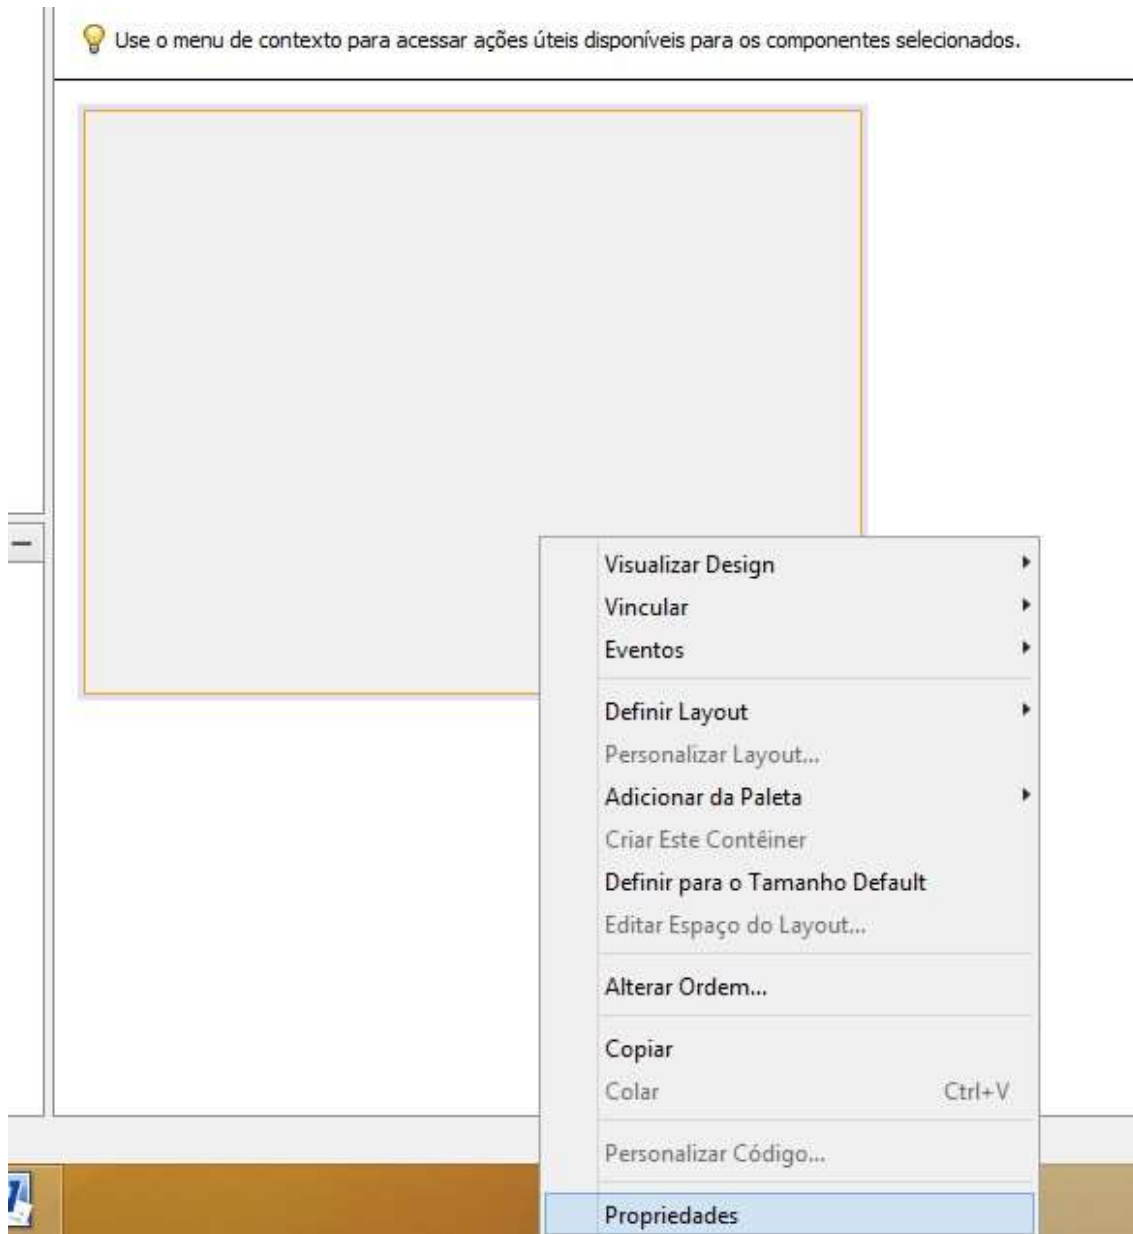 Use o menu de contexto para acessar ações úteis disponíveis para os componentes selecionados.
Visualizar Design
Vincular
Eventos
Definir Layout
Personalizar Layout...
Adicionar da Paleta
Criar Este Contêiner
Definir para o Tamanho Default
Editar Espaço do Layout...
Alterar Ordem...
Copiar
Colar Ctrl+V
Personalizar Código...
Propriedades